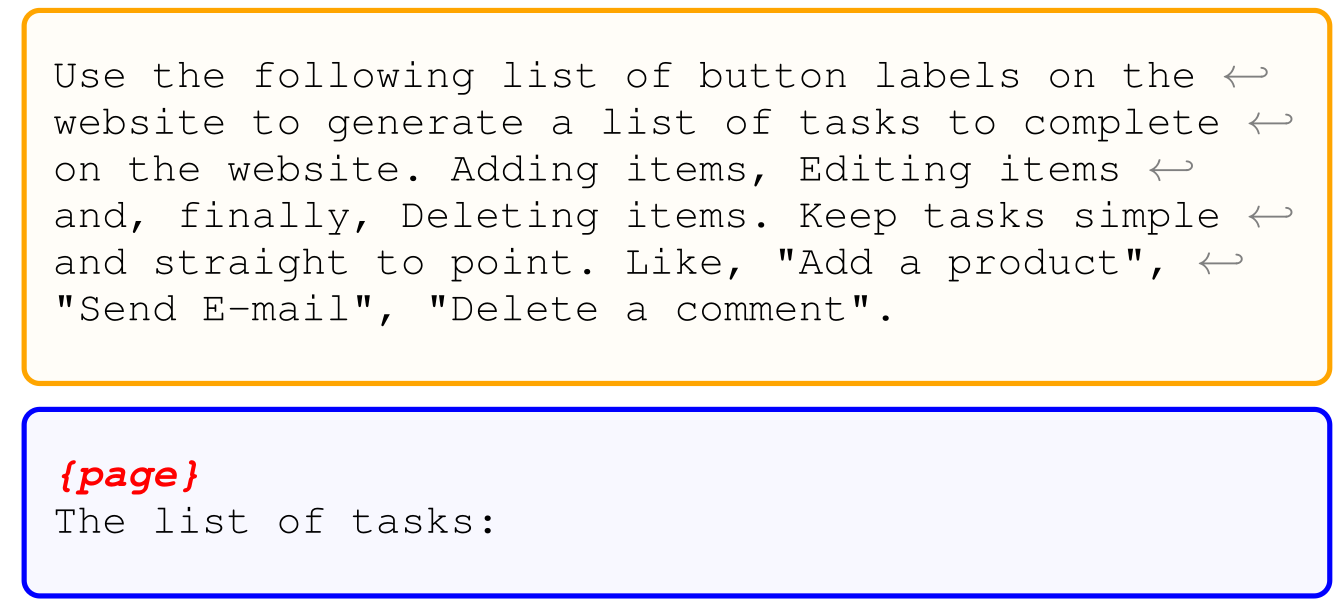 Use the following list of button labels on the ↩
website to generate a list of tasks to complete ↩
on the website. Adding items, Editing items ↩
and, finally, Deleting items. Keep tasks simple ↩
and straight to point. Like, "Add a product", ↩
"Send E-mail", "Delete a comment".
{page}
The list of tasks: